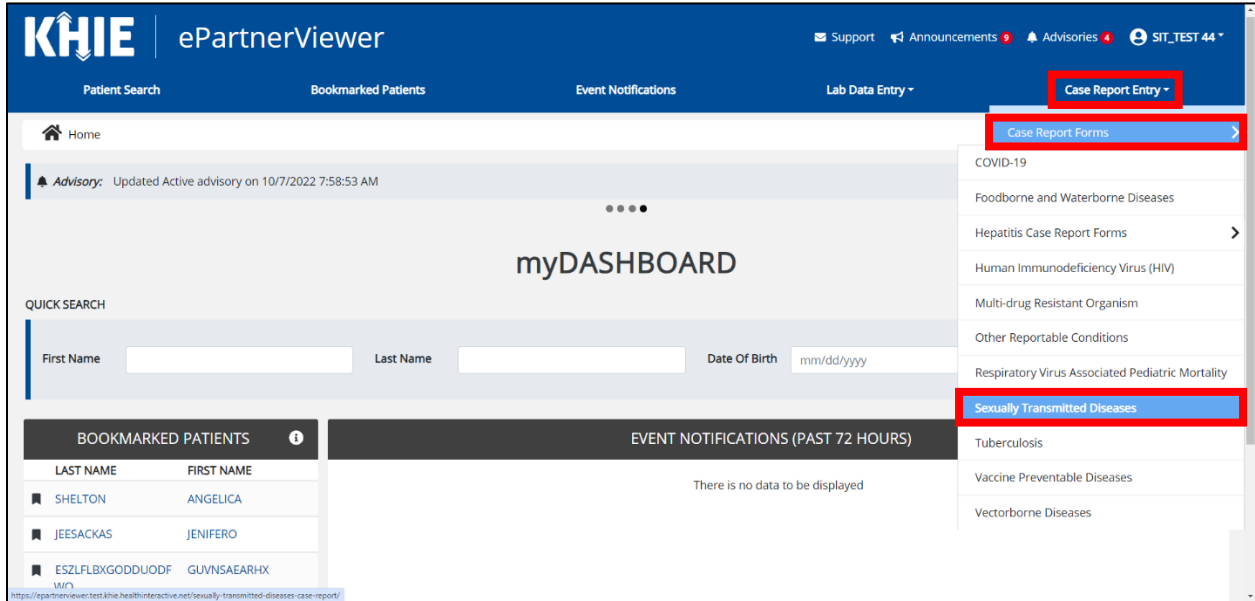 KHIE ePartnerViewer
Support Announcements 9 Advisories 4 SIT_TEST 44
Patient Search Bookmarked Patients Event Notifications Lab Data Entry Case Report Entry
Home
Case Report Forms
COVID-19
Foodborne and Waterborne Diseases
Hepatitis Case Report Forms
Human Immunodeficiency Virus (HIV)
Multi-drug Resistant Organism
Other Reportable Conditions
Respiratory Virus Associated Pediatric Mortality
Sexually Transmitted Diseases
Tuberculosis
Vaccine Preventable Diseases
Vectorborne Diseases
Advisory: Updated Active advisory on 10/7/2022 7:58:53 AM
myDASHBOARD
QUICK SEARCH
First Name Last Name Date Of Birth mm/dd/yyyy
BOOKMARKED PATIENTS
LAST NAME FIRST NAME
SHELTON ANGELICA
JEESACKAS JENIFERO
ESZLFLBXGODDUODF GUVNSAEARHX
WO
EVENT NOTIFICATIONS (PAST 72 HOURS)
There is no data to be displayed
https://epartnerviewer.test.khie.healthinteractive.net/sexually-transmitted-diseases-case-report/